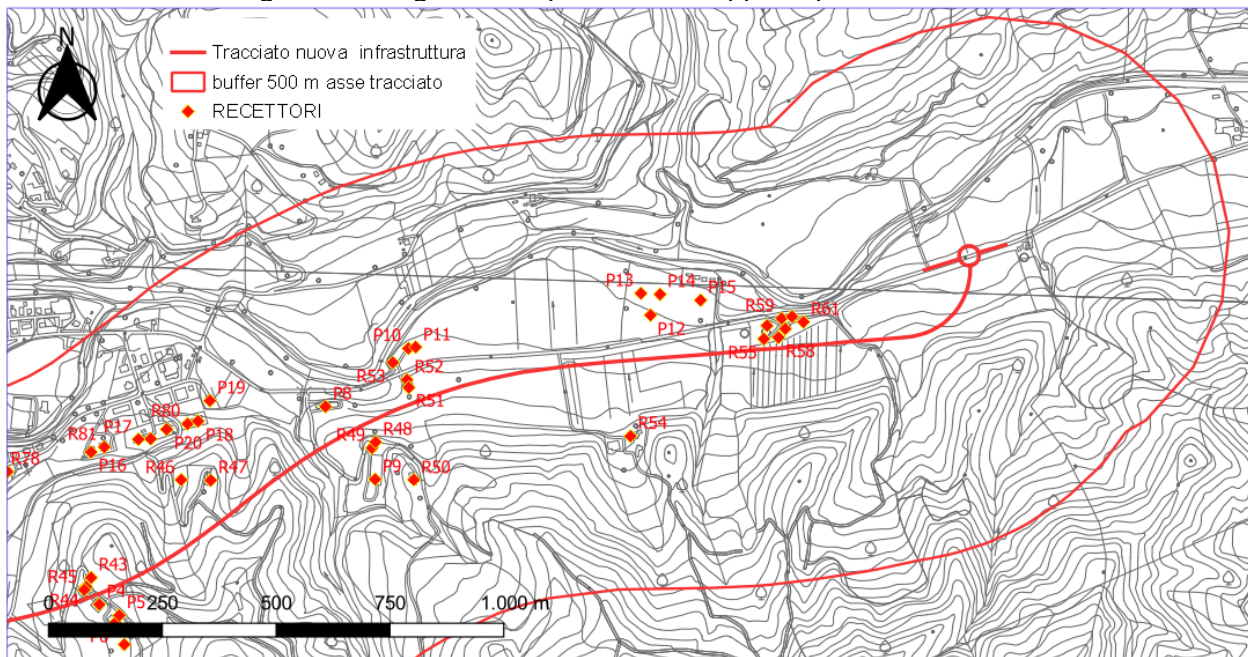 N
Tracciato nuova infrastruttura
buffer 500 m asse tracciato
RECETTORI
P13
P14
P15
P12
R59
R61
R55
R58
P10
P11
R53
R52
R51
P8
P19
R80
R81
P17
P18
P20
P16
R78
R46
R47
R49
R48
P9
R50
R54
R45
R43
R44
P4
P5
0
250
500
750
1.000 m